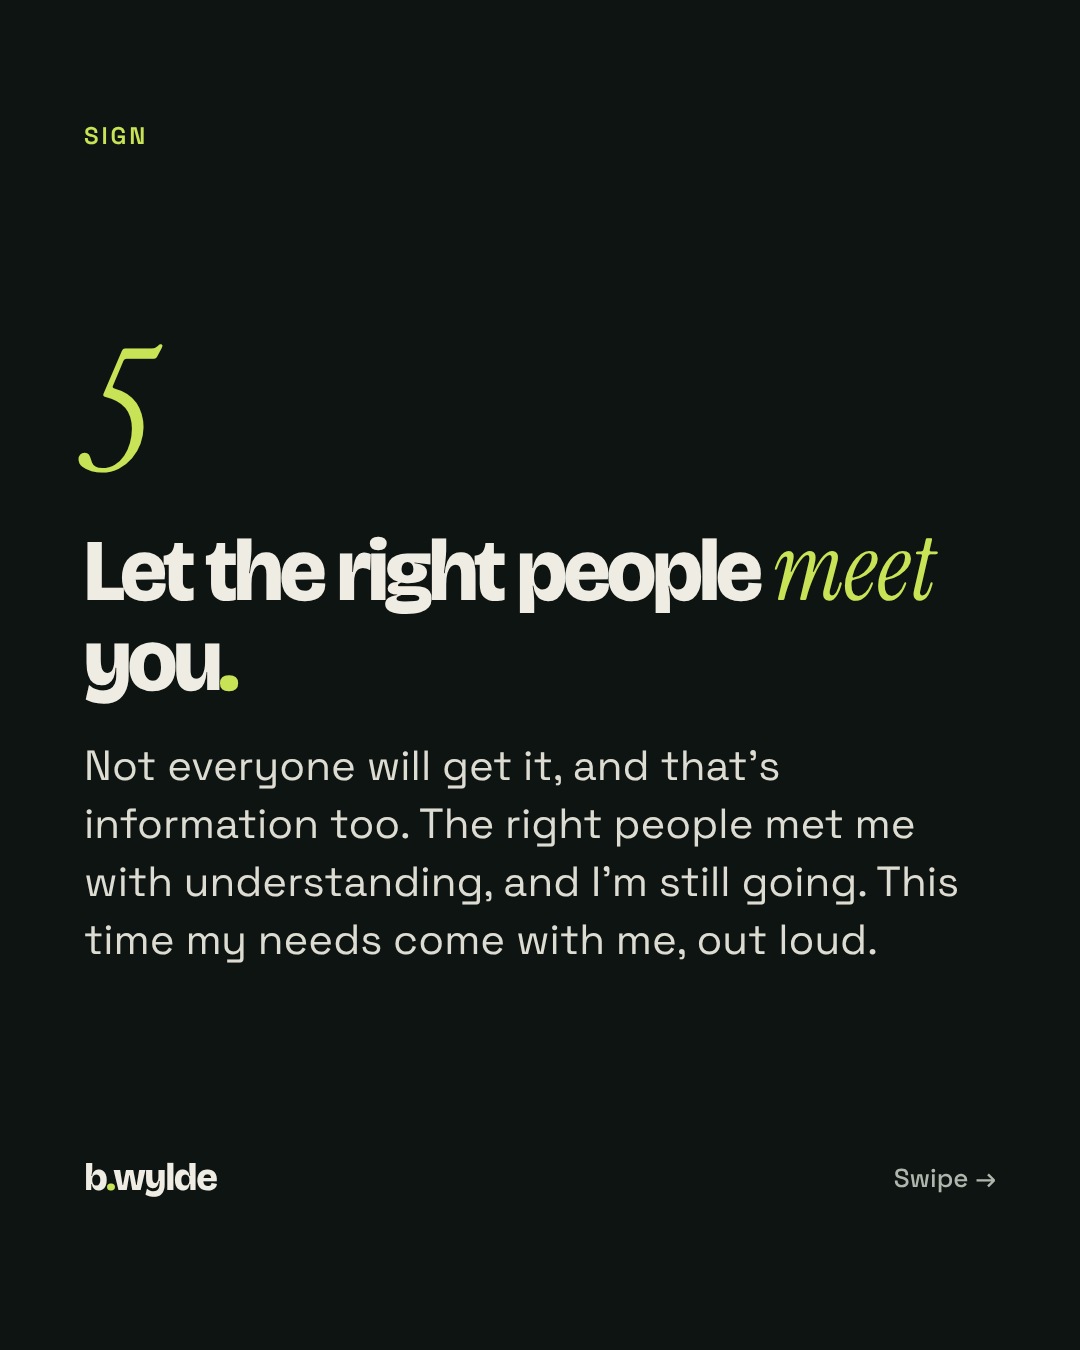 SIGN
5
Let the right people meet
you.
Not everyone will get it, and that’s
information too. The right people met me
with understanding, and I’m still going. This
time my needs come with me, out loud.
b.wylde
Swipe →